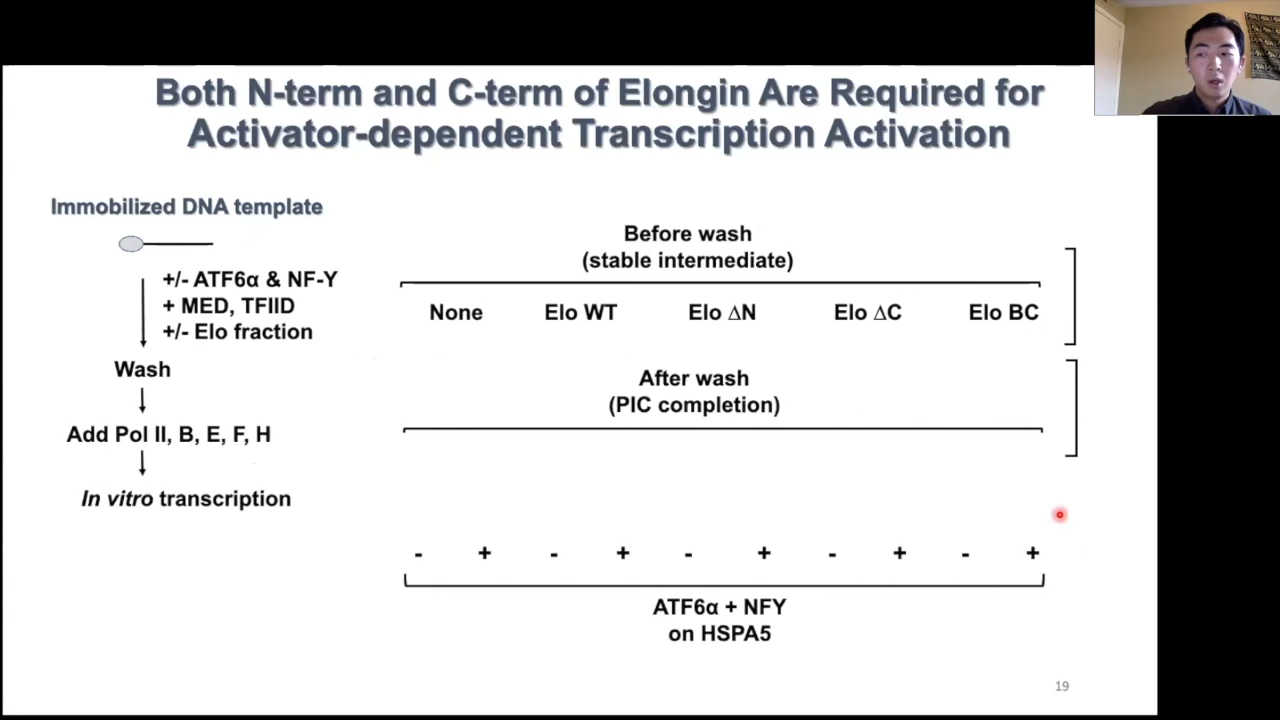 Both N-term and C-term of Elongin Are Required for
Activator-dependent Transcription Activation
Immobilized DNA template
+/- ATF6α & NF-Y
+ MED, TFIID
+/- Elo fraction
Wash
Add Pol II, B, E, F, H
In vitro transcription
Before wash
(stable intermediate)
None Elo WT Elo ΔN Elo ΔC Elo BC
After wash
(PIC completion)
- + - + - + - + - +
ATF6α + NFY
on HSPA5
19